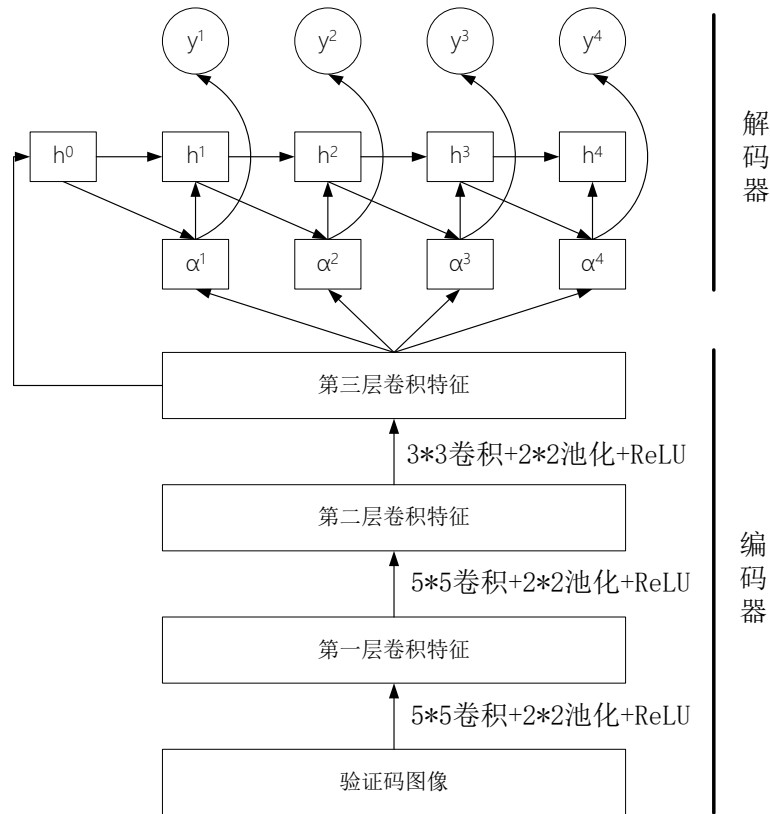 y¹ y² y³ y⁴
h⁰ h¹ h² h³ h⁴
α¹ α² α³ α⁴
解码器
第三层卷积特征
3*3卷积+2*2池化+ReLU
第二层卷积特征
5*5卷积+2*2池化+ReLU
第一层卷积特征
5*5卷积+2*2池化+ReLU
验证码图像
编码器